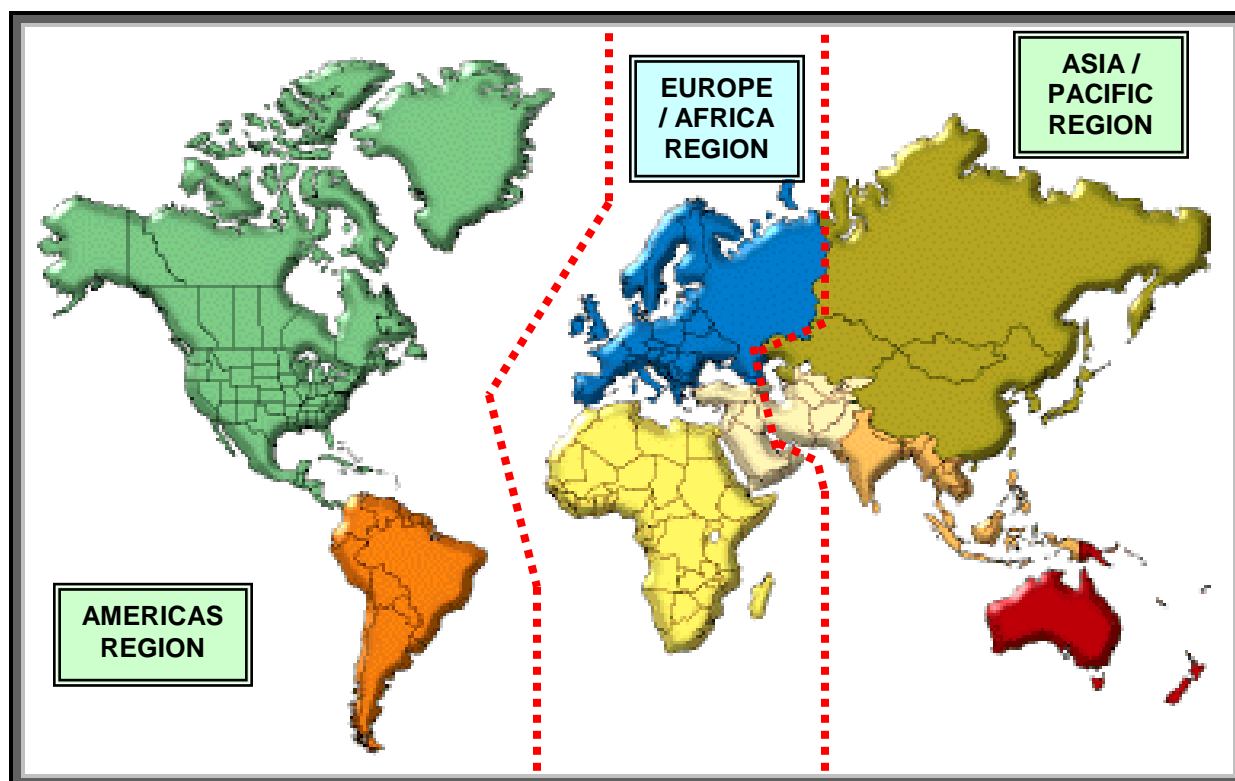 EUROPE
/ AFRICA
REGION
ASIA /
PACIFIC
REGION
AMERICAS
REGION